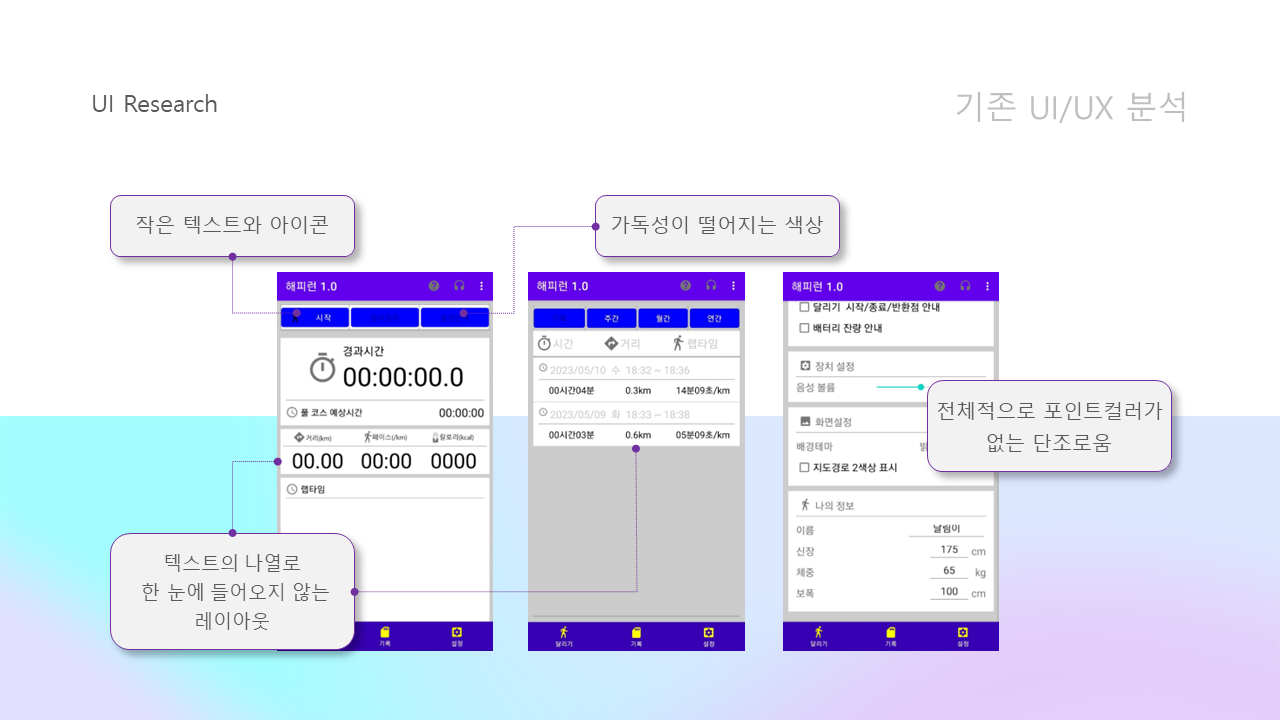 UI Research
기존 UI/UX 분석
작은 텍스트와 아이콘
가독성이 떨어지는 색상
해피런 1.0
시작
경과시간
00:00:00.0
풀 코스 예상시간 00:00:00
거리(km) 페이스(/km) 칼로리(kcal)
00.00 00:00 0000
랩타임
기록 설정
해피런 1.0
주간 월간 연간
시간 거리 랩타임
2023/05/10 수 18:32 ~ 18:36
00시간04분 0.3km 14분09초/km
2023/05/09 화 18:33 ~ 18:38
00시간03분 0.6km 05분09초/km
달리기 기록 설정
해피런 1.0
달리기 시작/종료/반환점 안내
배터리 잔량 안내
장치 설정
음성 볼륨
화면설정
배경테마
지도경로 2색상 표시
나의 정보
이름 날림이
신장 175 cm
체중 65 kg
보폭 100 cm
달리기 기록 설정
전체적으로 포인트컬러가
없는 단조로움
텍스트의 나열로
한 눈에 들어오지 않는
레이아웃